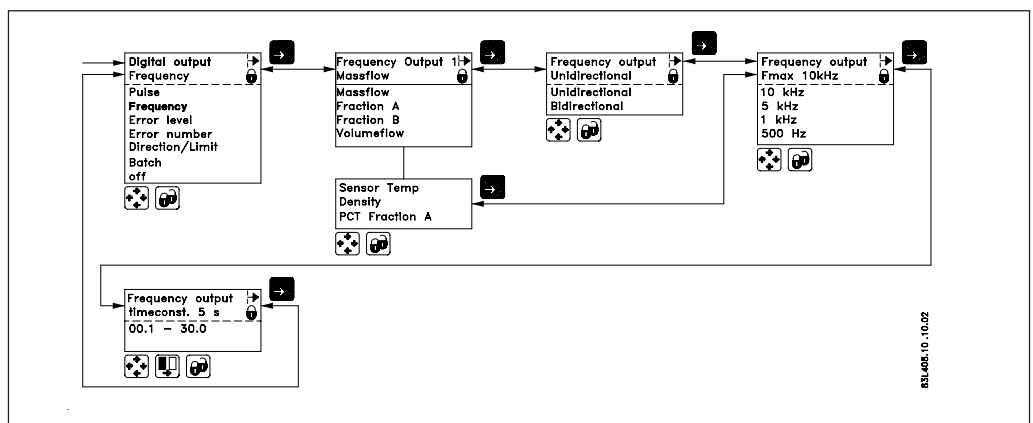 Digital output
Frequency
Pulse
Frequency
Error level
Error number
Direction/Limit
Batch
off
Frequency Output 1
Massflow
Massflow
Fraction A
Fraction B
Volumeflow
Sensor Temp
Density
PCT Fraction A
Frequency output
Unidirectional
Unidirectional
Bidirectional
Frequency output
Fmax 10kHz
10 kHz
5 kHz
1 kHz
500 Hz
Frequency output
timeconst. 5 s
00.1 – 30.0
83L408.10.10.02